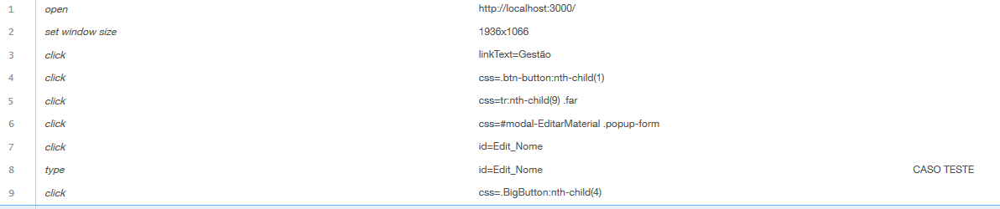 1 open http://localhost:3000/
2 set window size 1936x1066
3 click linkText=Gestão
4 click css=.btn-button:nth-child(1)
5 click css=tr:nth-child(9) .far
6 click css=#modal-EditarMaterial .popup-form
7 click id=Edit_Nome
8 type id=Edit_Nome CASO TESTE
9 click css=.BigButton:nth-child(4)